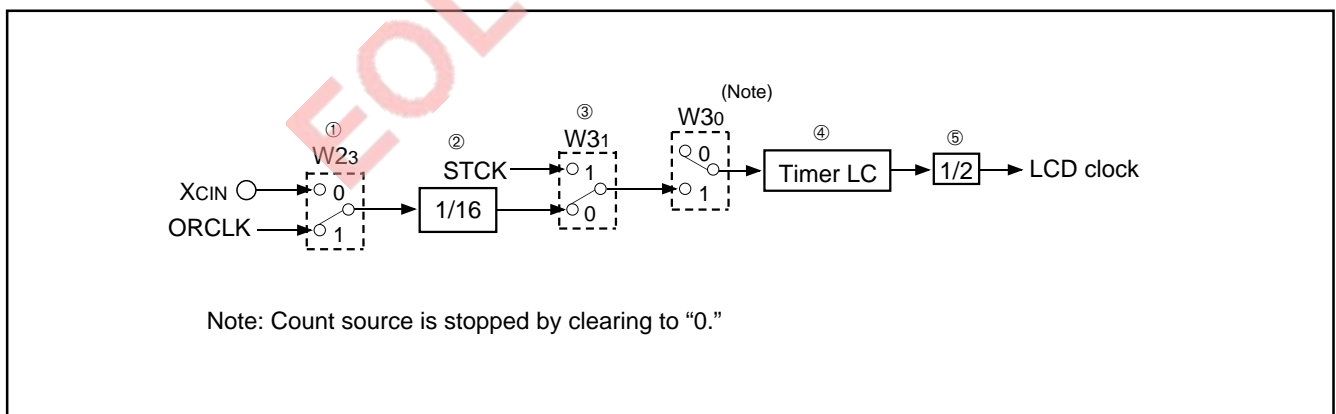 EOL
(Note)
① ② ③ W30 ④ ⑤
W23 STCK W31
XCIN 0 1/16 1 0 Timer LC 1/2 LCD clock
ORCLK 1 0 1
Note: Count source is stopped by clearing to “0.”